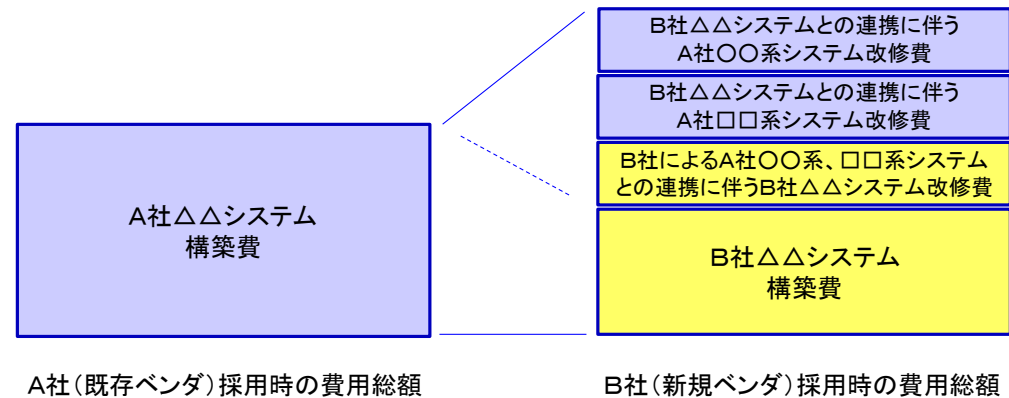 B社△△システムとの連携に伴う
A社〇〇系システム改修費
B社△△システムとの連携に伴う
A社□□系システム改修費
B社によるA社〇〇系、□□系システム
との連携に伴うB社△△システム改修費
A社△△システム
構築費
B社△△システム
構築費
A社(既存ベンダ)採用時の費用総額
B社(新規ベンダ)採用時の費用総額